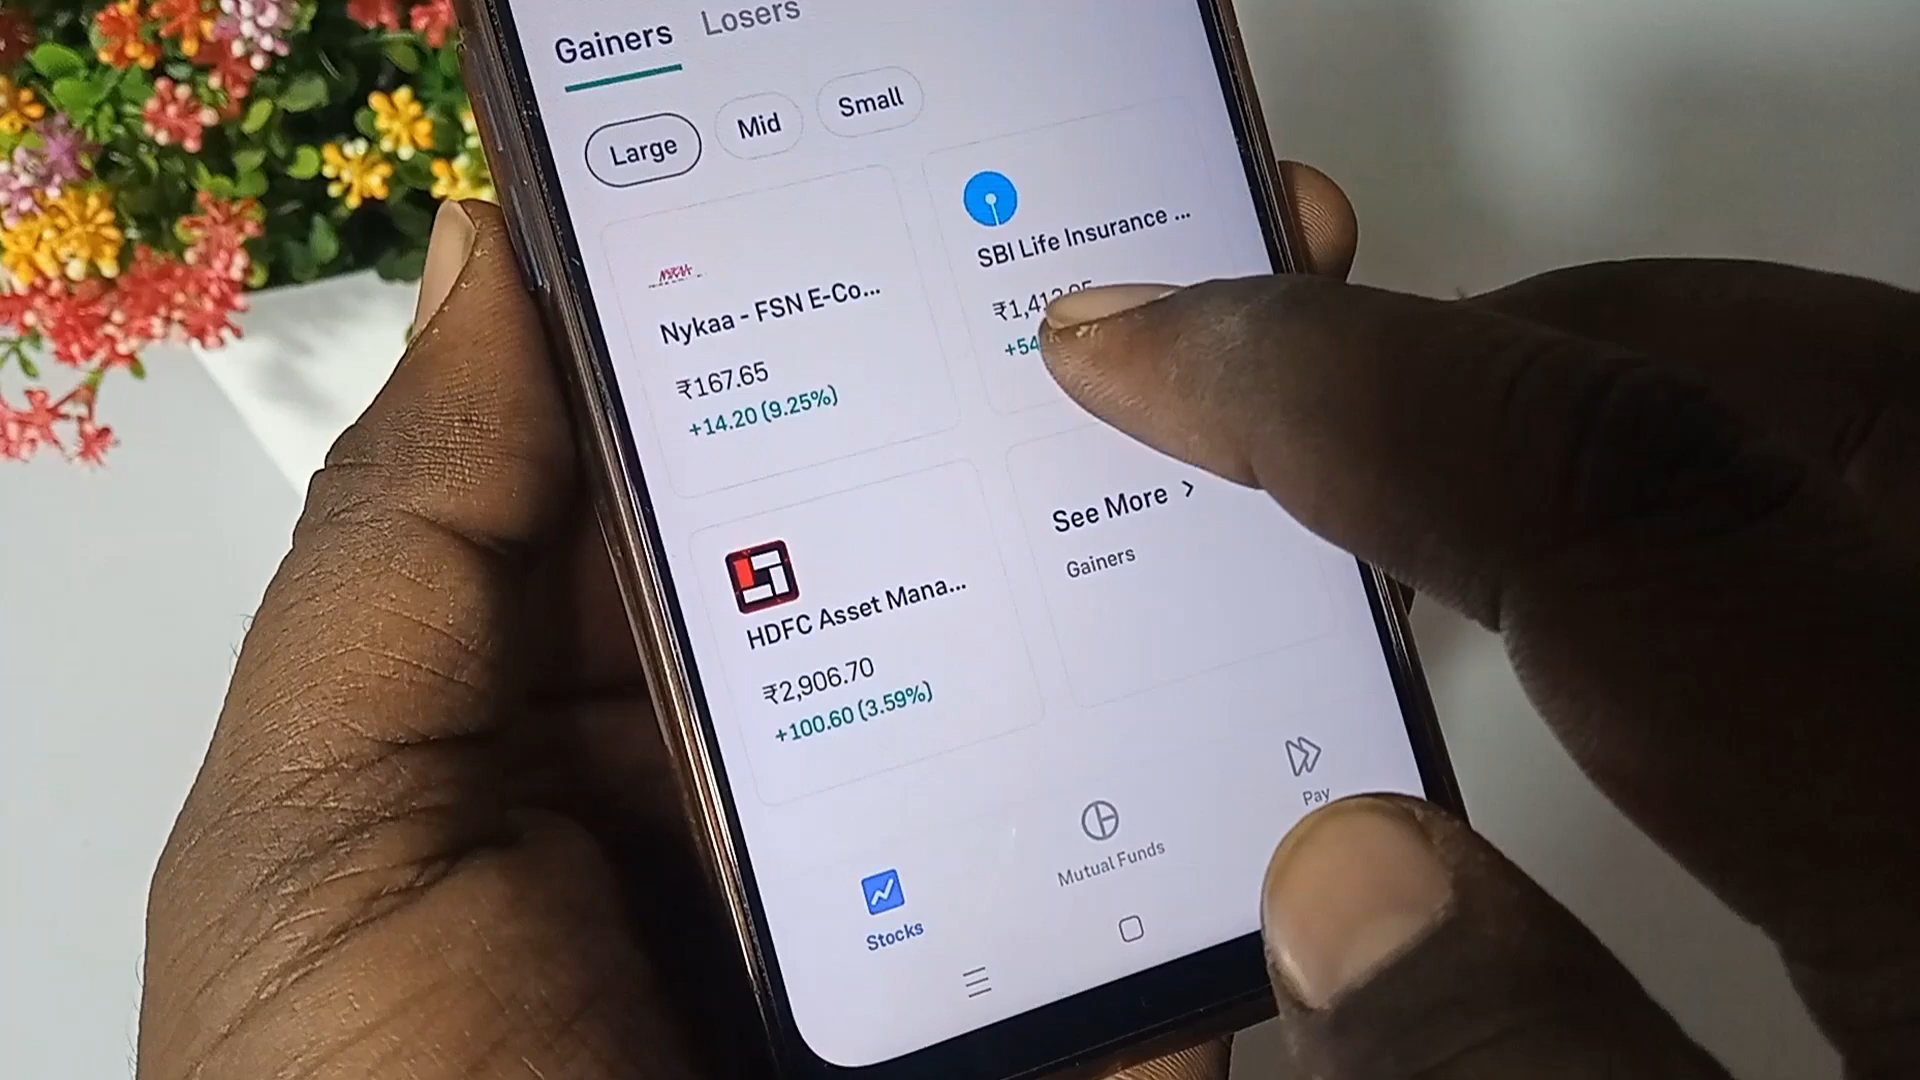 Gainers Losers
Large Mid Small
Nykaa - FSN E-Co...
₹167.65
+14.20 (9.25%)
SBI Life Insurance ...
+54
HDFC Asset Mana...
₹2,906.70
+100.60 (3.59%)
See More >
Gainers
Stocks
Mutual Funds
Pay